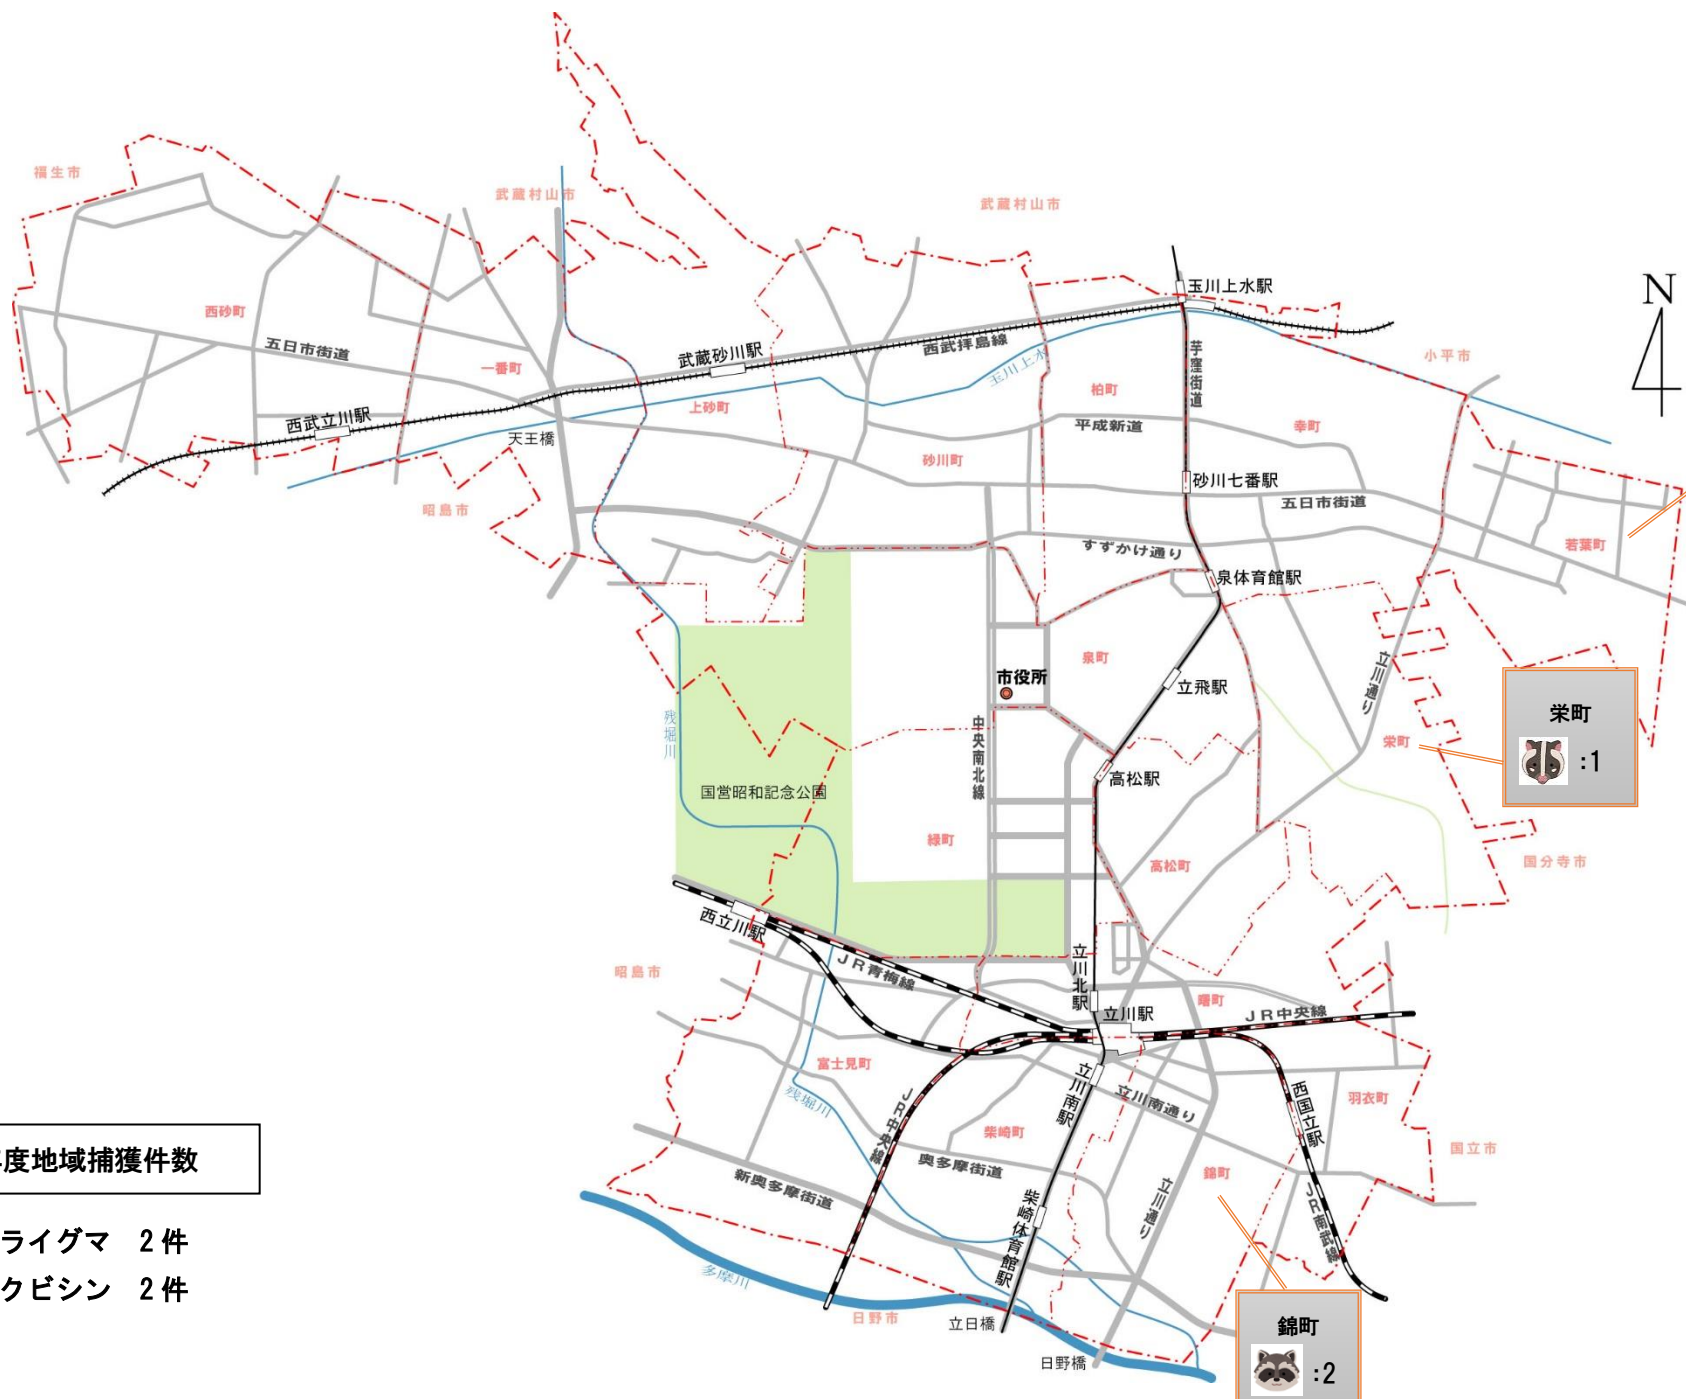 福生市
武蔵村山市
武蔵村山市
N
玉川上水駅
西砂町
五日市街道
一番町
武蔵砂川駅
西武拝島線
玉川上水
芋窪街道
小平市
柏町
上砂町
西武立川駅
天王橋
平成新道
幸町
砂川町
砂川七番駅
五日市街道
昭島市
すずかけ通り
若葉町
泉体育館駅
泉町
市役所
立飛駅
立川通り
残堀川
中央南北線
栄町
栄町
:1
高松駅
国営昭和記念公園
緑町
高松町
国分寺市
西立川駅
昭島市
JR青梅線
立川北駅
曙町
立川駅
JR中央線
富士見町
残堀川
JR中央線
立川南駅
立川南通り
西国立駅
羽衣町
柴崎町
国立市
度地域捕獲件数
奥多摩街道
新奥多摩街道
錦町
立川通り
柴崎体育館駅
JR南武線
ライグマ 2件
クビシン 2件
多摩川
日野市
立日橋
日野橋
錦町
:2